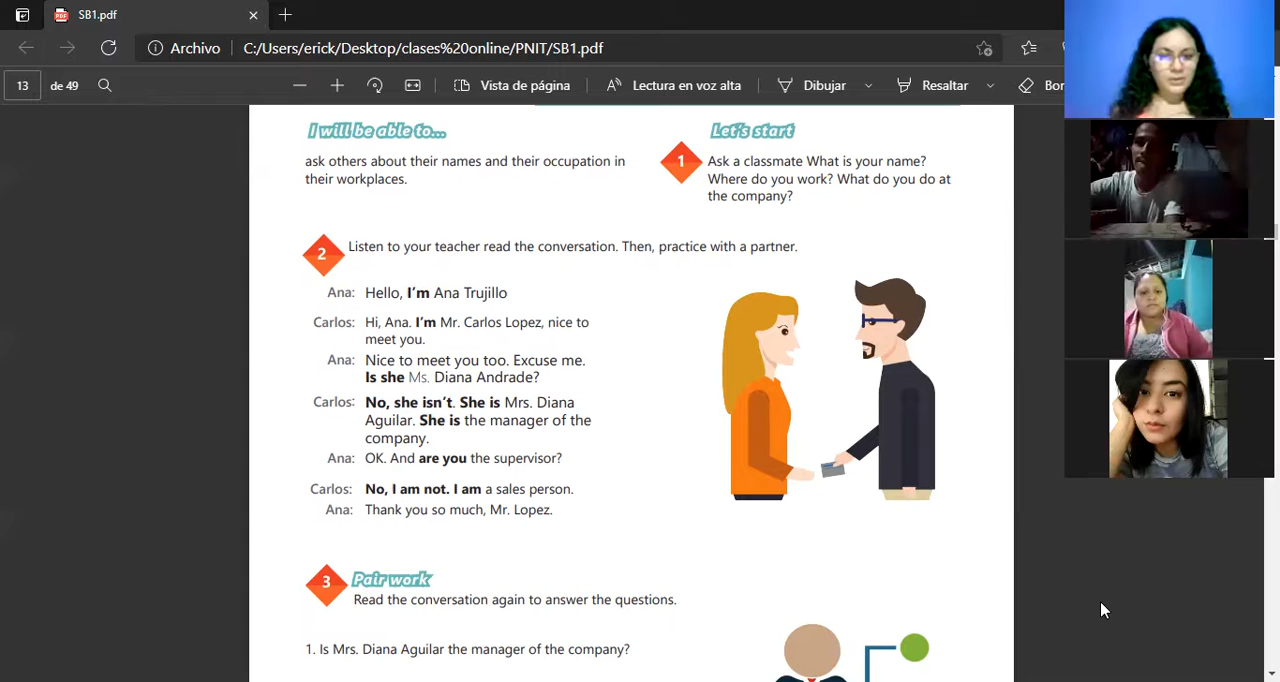 SB1.pdf
Archivo C:/Users/erick/Desktop/clases%20online/PNIT/SB1.pdf
13 de 49 Vista de página Lectura en voz alta Dibujar Resaltar Bor
I will be able to...
ask others about their names and their occupation in
their workplaces.
Let's start
1 Ask a classmate What is your name?
Where do you work? What do you do at
the company?
2 Listen to your teacher read the conversation. Then, practice with a partner.
Ana: Hello, I'm Ana Trujillo
Carlos: Hi, Ana. I'm Mr. Carlos Lopez, nice to
meet you.
Ana: Nice to meet you too. Excuse me.
Is she Ms. Diana Andrade?
Carlos: No, she isn't. She is Mrs. Diana
Aguilar. She is the manager of the
company.
Ana: OK. And are you the supervisor?
Carlos: No, I am not. I am a sales person.
Ana: Thank you so much, Mr. Lopez.
3 Pair work
Read the conversation again to answer the questions.
1. Is Mrs. Diana Aguilar the manager of the company?